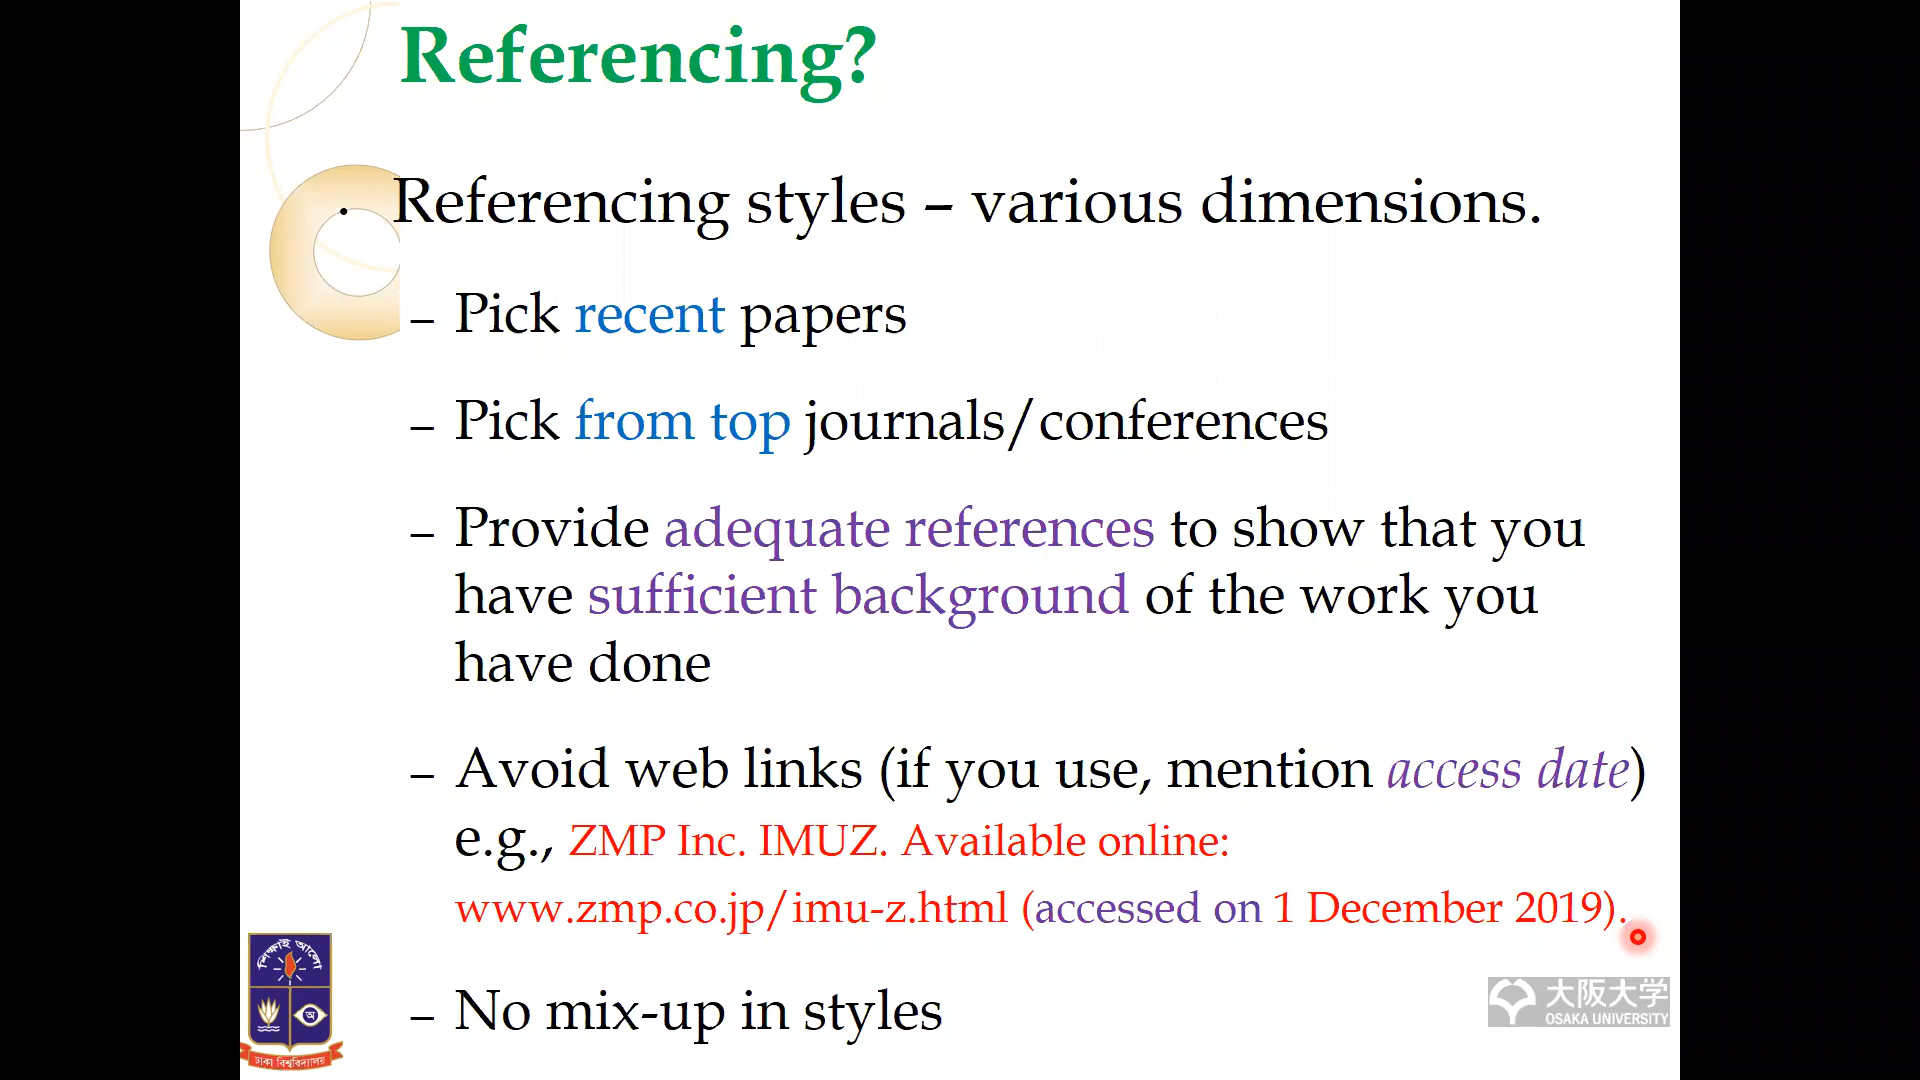 Referencing?
• Referencing styles – various dimensions.
– Pick recent papers
– Pick from top journals/conferences
– Provide adequate references to show that you
have sufficient background of the work you
have done
– Avoid web links (if you use, mention access date)
e.g., ZMP Inc. IMUZ. Available online:
www.zmp.co.jp/imu-z.html (accessed on 1 December 2019).
– No mix-up in styles
শিক্ষাই আলো
অ
ঢাকা বিশ্ববিদ্যালয়
大阪大学
OSAKA UNIVERSITY